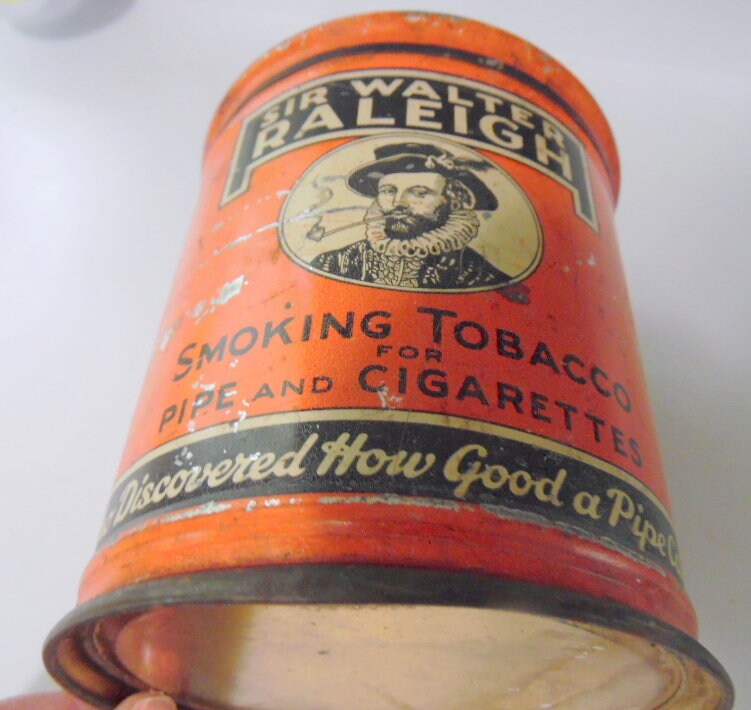 SIR WALTER
RALEIGH
SMOKING TOBACCO
FOR
PIPE AND CIGARETTES
Discovered How Good a Pipe